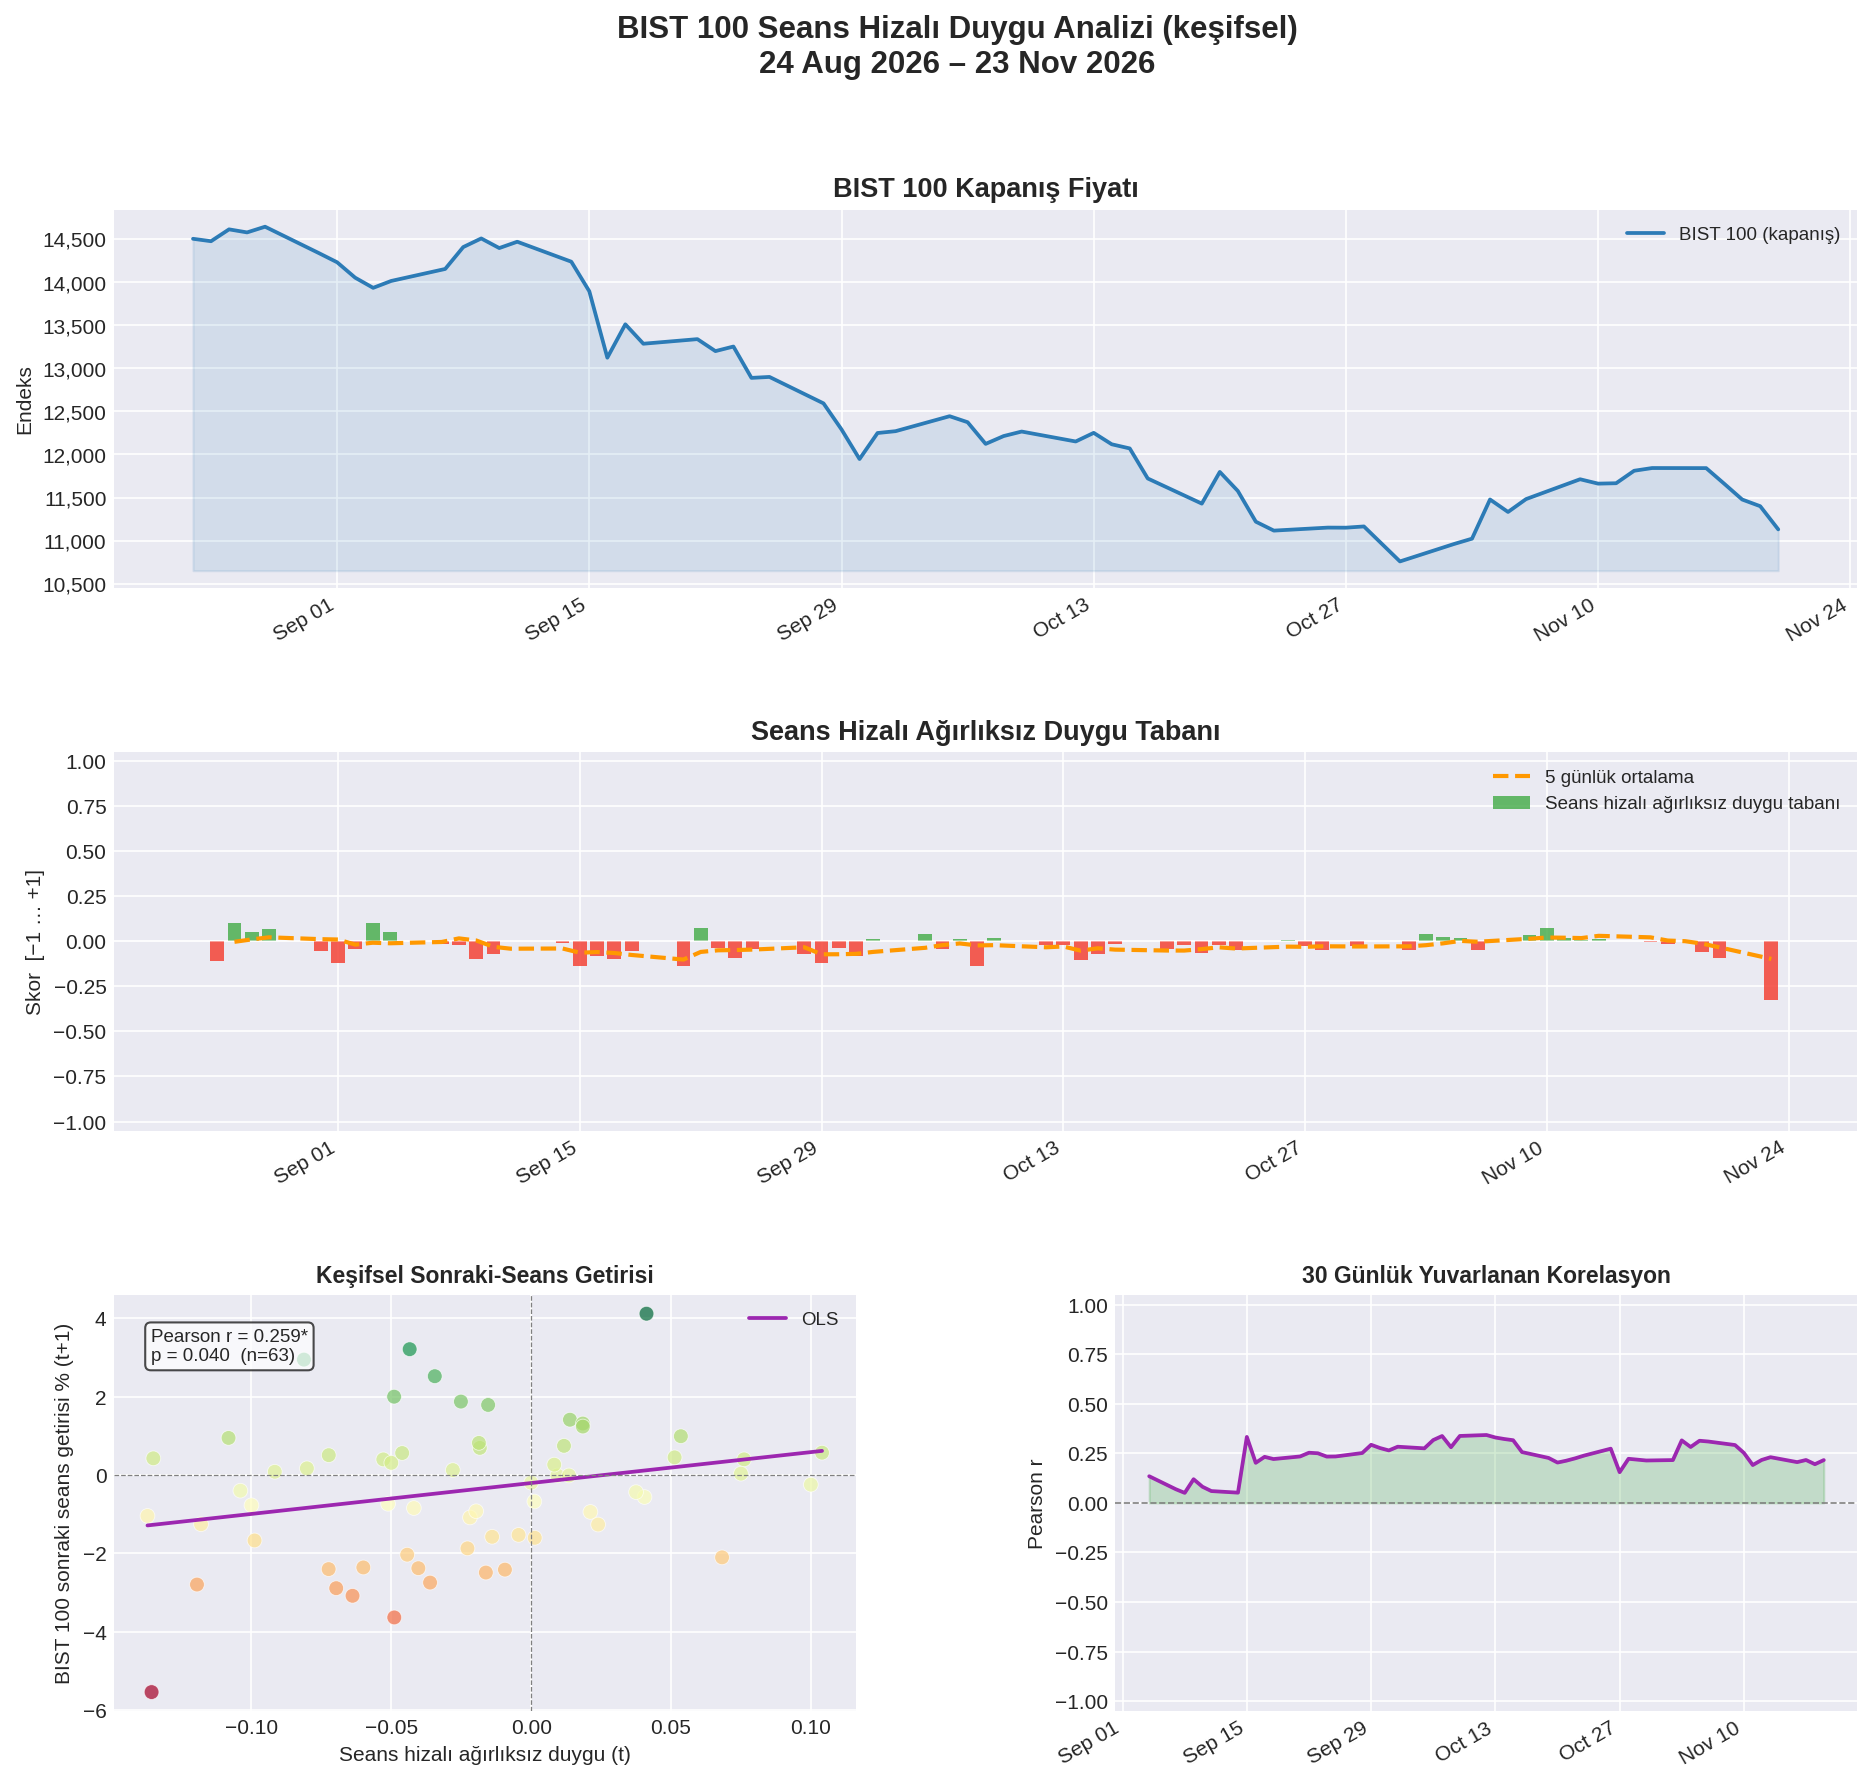 BIST 100 Seans Hizalı Duygu Analizi (keşifsel)
24 Aug 2026 – 23 Nov 2026
BIST 100 Kapanış Fiyatı
BIST 100 (kapanış)
Endeks
14,500
14,000
13,500
13,000
12,500
12,000
11,500
11,000
10,500
Sep 01
Sep 15
Sep 29
Oct 13
Oct 27
Nov 10
Nov 24
Seans Hizalı Ağırlıksız Duygu Tabanı
5 günlük ortalama
Seans hizalı ağırlıksız duygu tabanı
Skor [−1 … +1]
1.00
0.75
0.50
0.25
0.00
−0.25
−0.50
−0.75
−1.00
Sep 01
Sep 15
Sep 29
Oct 13
Oct 27
Nov 10
Nov 24
Keşifsel Sonraki-Seans Getirisi
Pearson r = 0.259*
p = 0.040 (n=63)
OLS
BIST 100 sonraki seans getirisi % (t+1)
4
2
0
−2
−4
−6
−0.10
−0.05
0.00
0.05
0.10
Seans hizalı ağırlıksız duygu (t)
30 Günlük Yuvarlanan Korelasyon
Pearson r
1.00
0.75
0.50
0.25
0.00
−0.25
−0.50
−0.75
−1.00
Sep 01
Sep 15
Sep 29
Oct 13
Oct 27
Nov 10